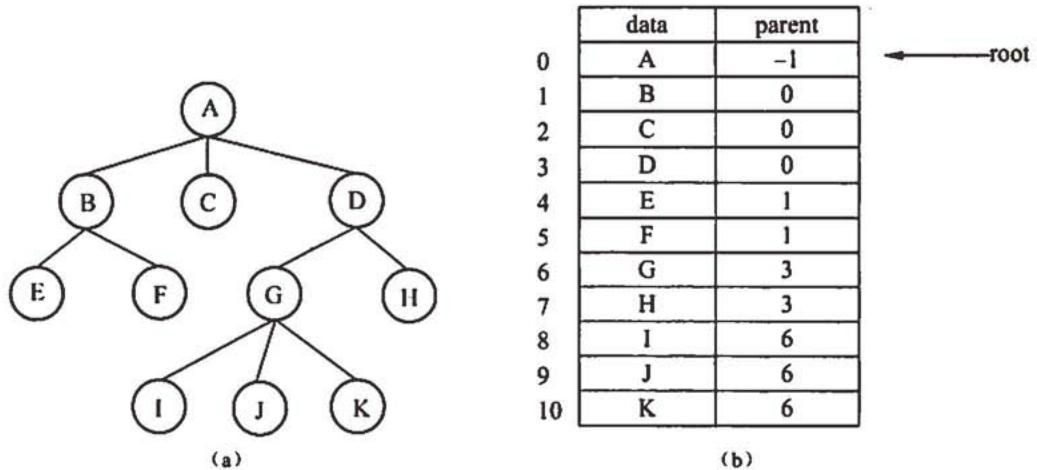 A
B C D
E F G H
I J K
(a)
data parent
0 A -1 root
1 B 0
2 C 0
3 D 0
4 E 1
5 F 1
6 G 3
7 H 3
8 I 6
9 J 6
10 K 6
(b)